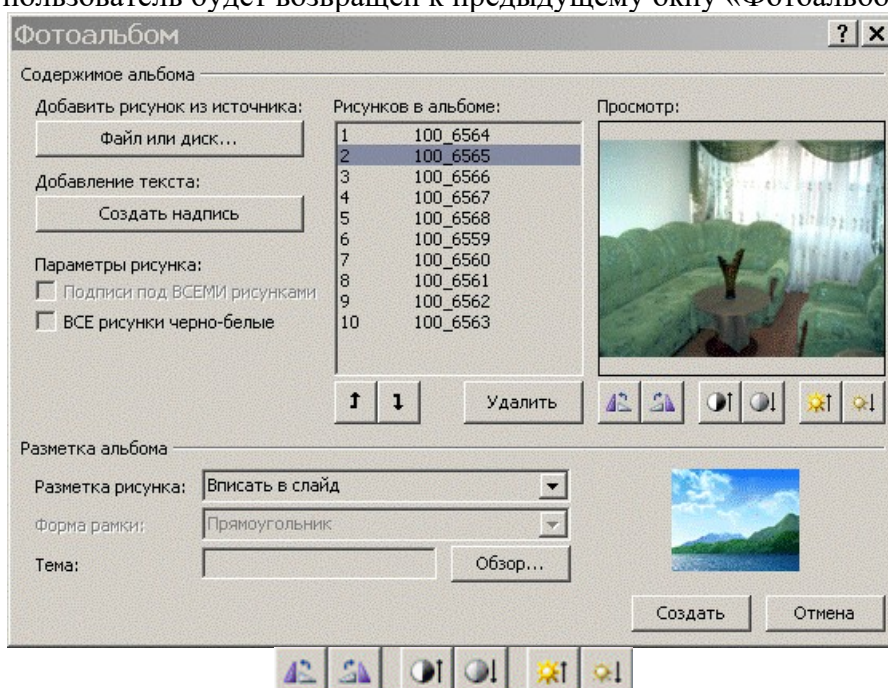 пользователь будет возвращен к предыдущему окну «Фотоальбо
Фотоальбом
Содержимое альбома
Добавить рисунок из источника:
Файл или диск...
Добавление текста:
Создать надпись
Параметры рисунка:
Подписи под ВСЕМИ рисунками
ВСЕ рисунки черно-белые
Рисунков в альбоме:
1 100_6564
2 100_6565
3 100_6566
4 100_6567
5 100_6568
6 100_6559
7 100_6560
8 100_6561
9 100_6562
10 100_6563
Удалить
Просмотр:
Разметка альбома
Разметка рисунка: Вписать в слайд
Форма рамки: Прямоугольник
Тема: Обзор...
Создать Отмена